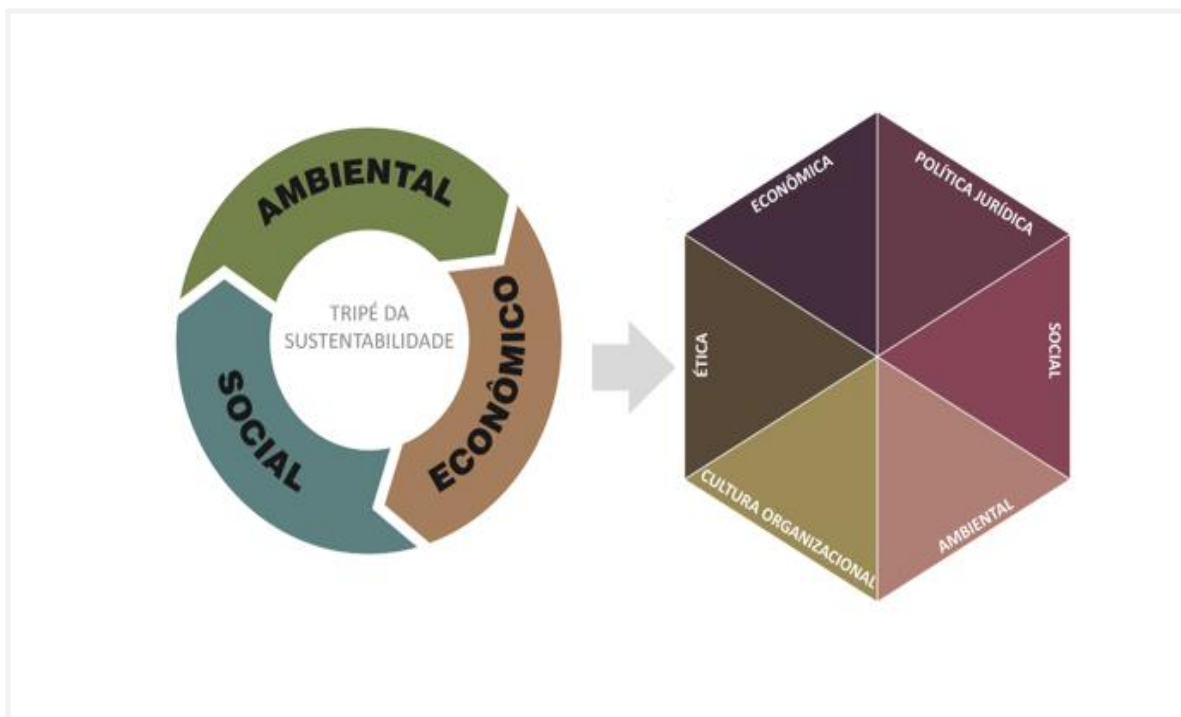 AMBIENTAL
TRIPÉ DA
SUSTENTABILIDADE
ECONÔMICO
SOCIAL
ECONÔMICA
POLÍTICA JURÍDICA
ÉTICA
SOCIAL
CULTURA ORGANIZACIONAL
AMBIENTAL